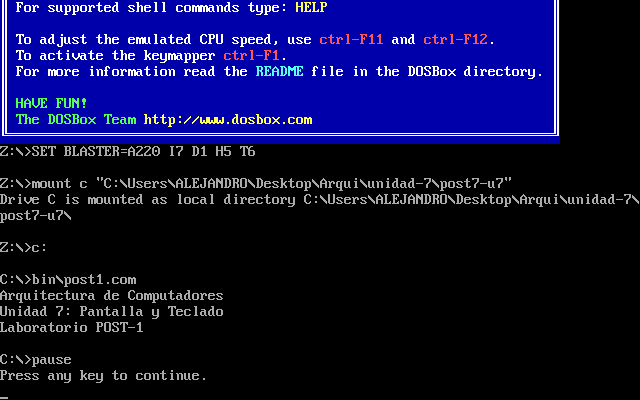 For supported shell commands type: HELP
To adjust the emulated CPU speed, use ctrl-F11 and ctrl-F12.
To activate the keymapper ctrl-F1.
For more information read the README file in the DOSBox directory.
HAVE FUN!
The DOSBox Team http://www.dosbox.com
Z:\>SET BLASTER=A220 I7 D1 H5 T6
Z:\>mount c "C:\Users\ALEJANDRO\Desktop\Arqui\unidad-7\post7-u7"
Drive C is mounted as local directory C:\Users\ALEJANDRO\Desktop\Arqui\unidad-7\
post7-u7\
Z:\>c:
C:\>bin\post1.com
Arquitectura de Computadores
Unidad 7: Pantalla y Teclado
Laboratorio POST-1
C:\>pause
Press any key to continue.